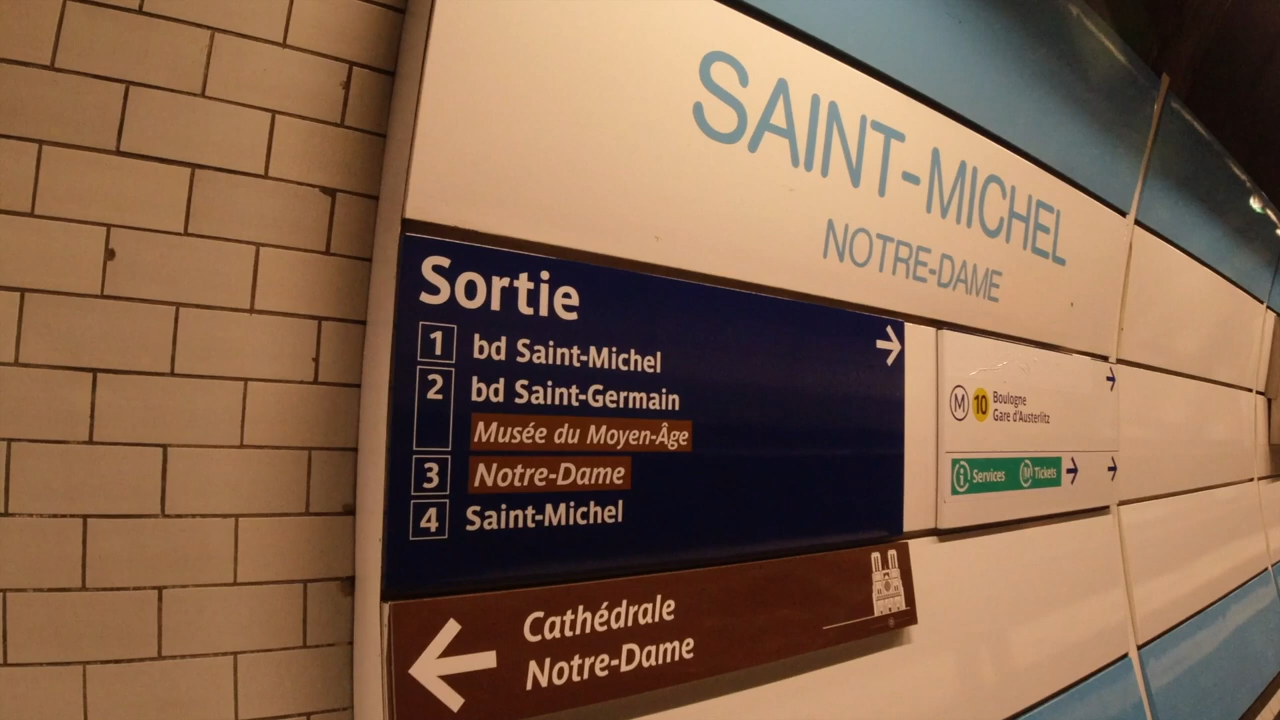 SAINT-MICHEL
NOTRE-DAME
Sortie
1 bd Saint-Michel
2 bd Saint-Germain
Musée du Moyen-Âge
3 Notre-Dame
4 Saint-Michel
M 10 Boulogne
Gare d'Austerlitz
i Services M Tickets
Cathédrale
Notre-Dame